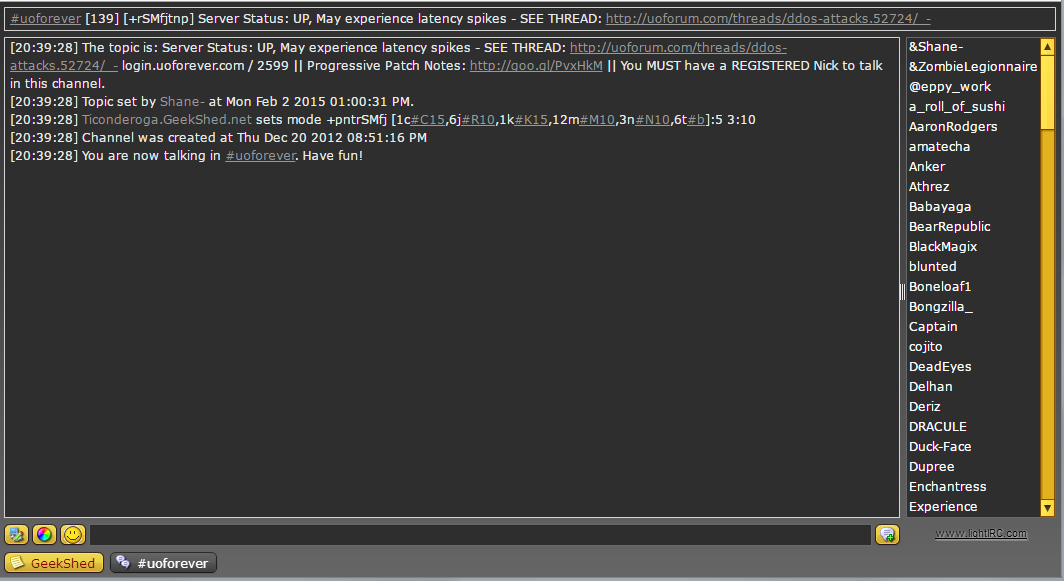 #uoforever [139] [+rSMfjtnp] Server Status: UP, May experience latency spikes - SEE THREAD: http://uoforum.com/threads/ddos-attacks.52724/ -
[20:39:28] The topic is: Server Status: UP, May experience latency spikes - SEE THREAD: http://uoforum.com/threads/ddos-
attacks.52724/ - login.uoforever.com / 2599 || Progressive Patch Notes: http://goo.gl/PvxHkM || You MUST have a REGISTERED Nick to talk
in this channel.
[20:39:28] Topic set by Shane- at Mon Feb 2 2015 01:00:31 PM.
[20:39:28] Ticonderoga.GeekShed.net sets mode +pntrSMfj [1c#C15,6j#R10,1k#K15,12m#M10,3n#N10,6t#b]:5 3:10
[20:39:28] Channel was created at Thu Dec 20 2012 08:51:16 PM
[20:39:28] You are now talking in #uoforever. Have fun!
&Shane-
&ZombieLegionnaire
@eppy_work
a_roll_of_sushi
AaronRodgers
amatecha
Anker
Athrez
Babayaga
BearRepublic
BlackMagix
blunted
Boneloaf1
Bongzilla_
Captain
cojito
DeadEyes
Delhan
Deriz
DRACULE
Duck-Face
Dupree
Enchantress
Experience
www.lightIRC.com
GeekShed
#uoforever